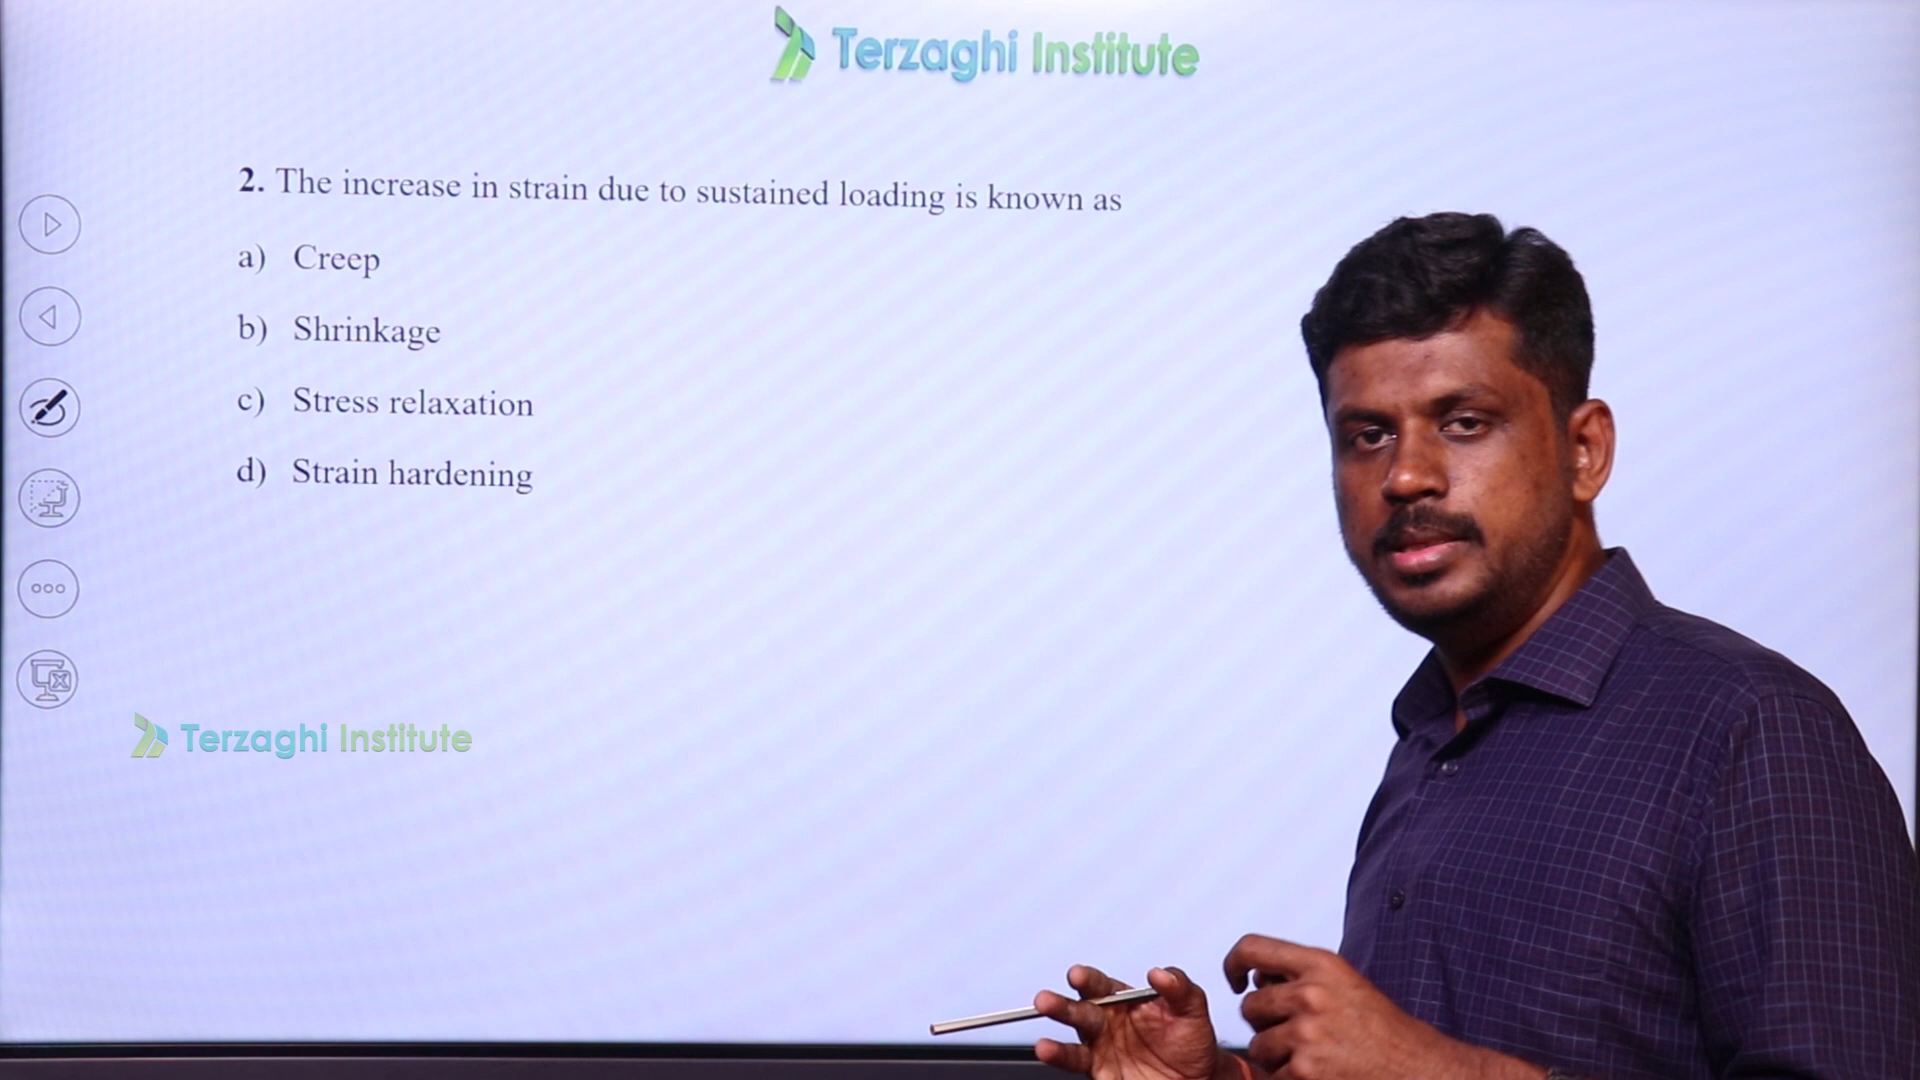 Terzaghi Institute
2. The increase in strain due to sustained loading is known as
a) Creep
b) Shrinkage
c) Stress relaxation
d) Strain hardening
Terzaghi Institute